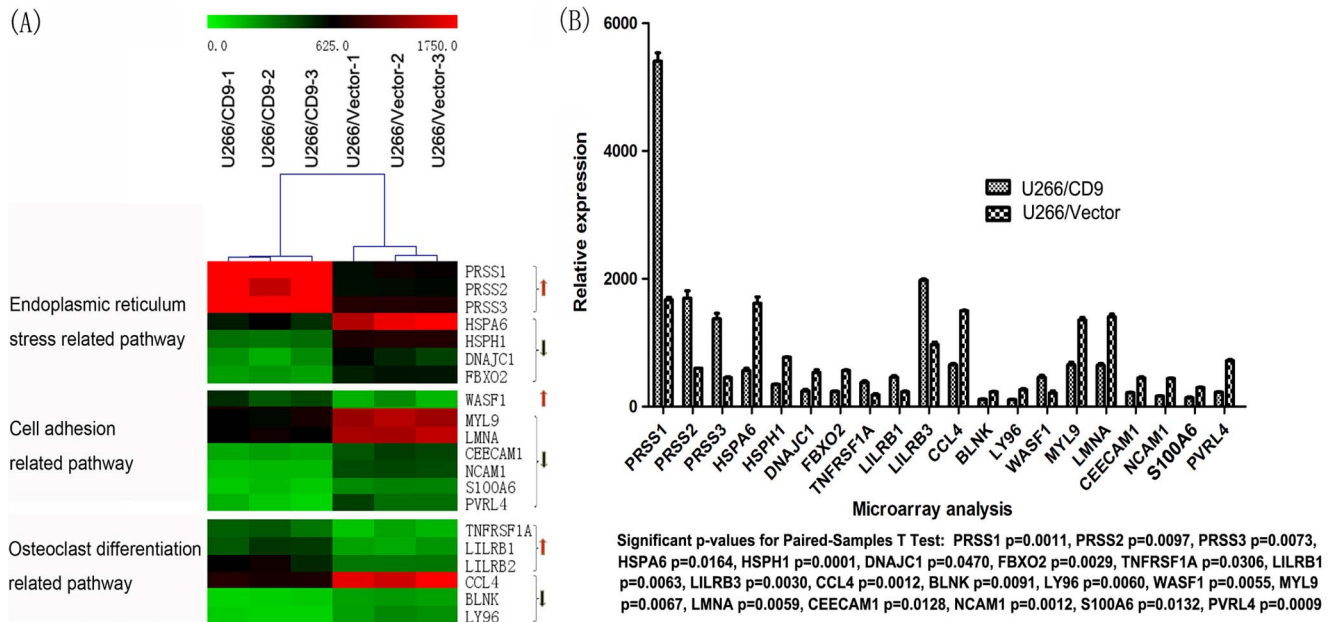 (A)
0.0 625.0 1750.0
U266/CD9-1
U266/CD9-2
U266/CD9-3
U266/Vector-1
U266/Vector-2
U266/Vector-3
Endoplasmic reticulum
stress related pathway
PRSS1
PRSS2
PRSS3
HSPA6
HSPH1
DNAJC1
FBXO2
Cell adhesion
related pathway
WASF1
MYL9
LMNA
CEECAM1
NCAM1
S100A6
PVRL4
Osteoclast differentiation
related pathway
TNFRSF1A
LILRB1
LILRB2
CCL4
BLNK
LY96
(B)
Relative expression
6000
4000
2000
0
U266/CD9
U266/Vector
PRSS1
PRSS2
PRSS3
HSPA6
HSPH1
DNAJC1
FBXO2
TNFRSF1A
LILRB1
LILRB3
CCL4
BLNK
LY96
WASF1
MYL9
LMNA
CEECAM1
NCAM1
S100A6
PVRL4
Microarray analysis
Significant p-values for Paired-Samples T Test: PRSS1 p=0.0011, PRSS2 p=0.0097, PRSS3 p=0.0073,
HSPA6 p=0.0164, HSPH1 p=0.0001, DNAJC1 p=0.0470, FBXO2 p=0.0029, TNFRSF1A p=0.0306, LILRB1
p=0.0063, LILRB3 p=0.0030, CCL4 p=0.0012, BLNK p=0.0091, LY96 p=0.0060, WASF1 p=0.0055, MYL9
p=0.0067, LMNA p=0.0059, CEECAM1 p=0.0128, NCAM1 p=0.0012, S100A6 p=0.0132, PVRL4 p=0.0009